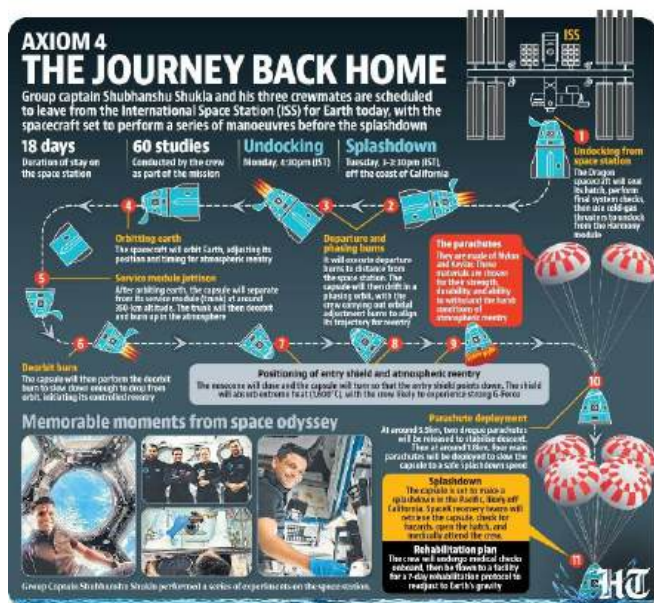 AXIOM 4
THE JOURNEY BACK HOME
Group captain Shubhanshu Shukla and his three crewmates are scheduled
to leave from the International Space Station (ISS) for Earth today, with the
spacecraft set to perform a series of manoeuvres before the splashdown
18 days
Duration of stay on
the space station
60 studies
Conducted by the crew
as part of the mission
Undocking
Monday, 4:30pm (IST)
Splashdown
Tuesday, 3-3:30pm (IST),
off the coast of California
ISS
1
Undocking from
space station
The Dragon
spacecraft will seal
its hatch, perform
final system checks,
then use cold-gas
thrusters to undock
from the Harmony
module
2
3
Departure and
phasing burns
It will execute departure
burns to distance from
the space station. The
capsule will then drift in a
phasing orbit, with the
crew carrying out orbital
adjustment burns to align
its trajectory for reentry
4
Orbitting earth
The spacecraft will orbit Earth, adjusting its
position and timing for atmospheric reentry
5
Service module jettison
After orbiting earth, the capsule will separate
from its service module (trunk) at around
350-km altitude. The trunk will then deorbit
and burn up in the atmosphere
6
Deorbit burn
The capsule will then perform the deorbit
burn to slow down enough to drop from
orbit, initiating its controlled reentry
The parachutes
They are made of Nylon
and Kevlar. These
materials are chosen
for their strength,
durability, and ability
to withstand the harsh
conditions of
atmospheric reentry
7
8
9
Positioning of entry shield and atmospheric reentry
The nosecone will close and the capsule will turn so that the entry shield points down. The shield
will absorb extreme heat (1,600°C), with the crew likely to experience strong G-Force
10
Parachute deployment
At around 5.5km, two drogue parachutes
will be released to stabilise descent.
Then at around 1.8km, four main
parachutes will be deployed to slow the
capsule to a safe splashdown speed
Splashdown
The capsule is set to make a
splashdown in the Pacific, likely off
California. SpaceX recovery teams will
retrieve the capsule, check for
hazards, open the hatch, and
medically attend the crew.
Rehabilitation plan
The crew will undergo medical checks
onboard, then be flown to a facility
for a 7-day rehabilitation protocol to
readjust to Earth's gravity
11
Memorable moments from space odyssey
Group Captain Shubhanshu Shukla performed a series of experiments on the space station.
HT